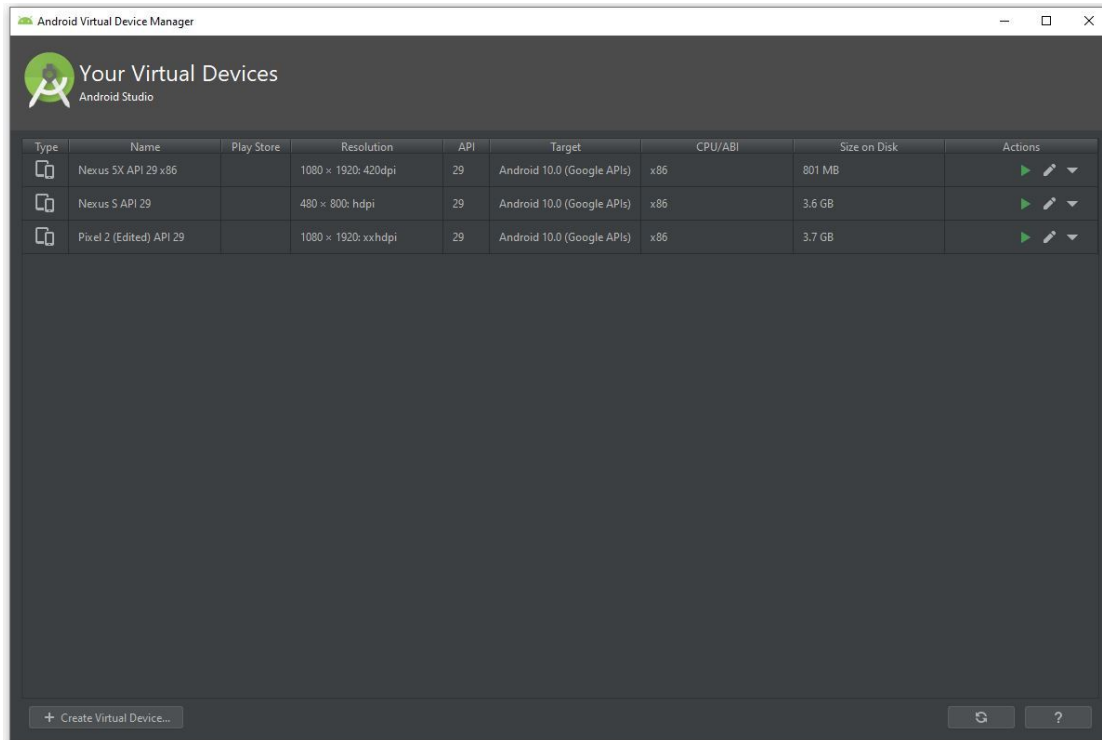 Android Virtual Device Manager
Your Virtual Devices
Android Studio
Type Name Play Store Resolution API Target CPU/ABI Size on Disk Actions
Nexus 5X API 29 x86 1080 × 1920: 420dpi 29 Android 10.0 (Google APIs) x86 801 MB
Nexus S API 29 480 × 800: hdpi 29 Android 10.0 (Google APIs) x86 3.6 GB
Pixel 2 (Edited) API 29 1080 × 1920: xxhdpi 29 Android 10.0 (Google APIs) x86 3.7 GB
+ Create Virtual Device... ?